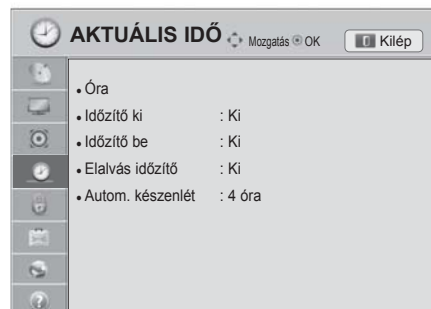 AKTUÁLIS IDŐ Mozgatás OK Kilép
• Óra
• Időzítő ki : Ki
• Időzítő be : Ki
• Elalvás időzítő : Ki
• Autom. készenlét : 4 óra